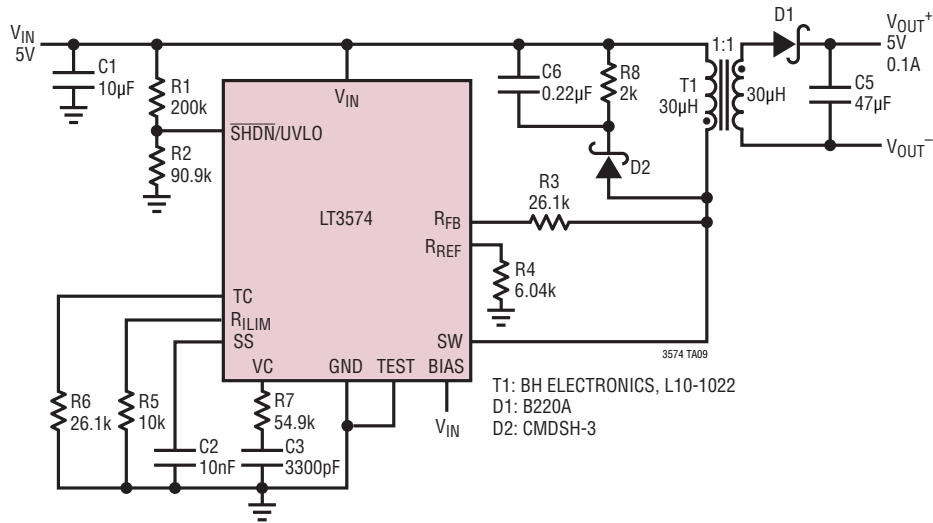 VIN
5V
C1
10µF
R1
200k
R2
90.9k
VIN
SHDN/UVLO
LT3574
RFB
RREF
TC
RILIM
SS
SW
VC
GND
TEST
BIAS
VIN
C6
0.22µF
R8
2k
D2
R3
26.1k
R4
6.04k
T1
30µH
1:1
30µH
D1
C5
47µF
VOUT+
5V
0.1A
VOUT–
R6
26.1k
R5
10k
C2
10nF
R7
54.9k
C3
3300pF
3574 TA09
T1: BH ELECTRONICS, L10-1022
D1: B220A
D2: CMDSH-3